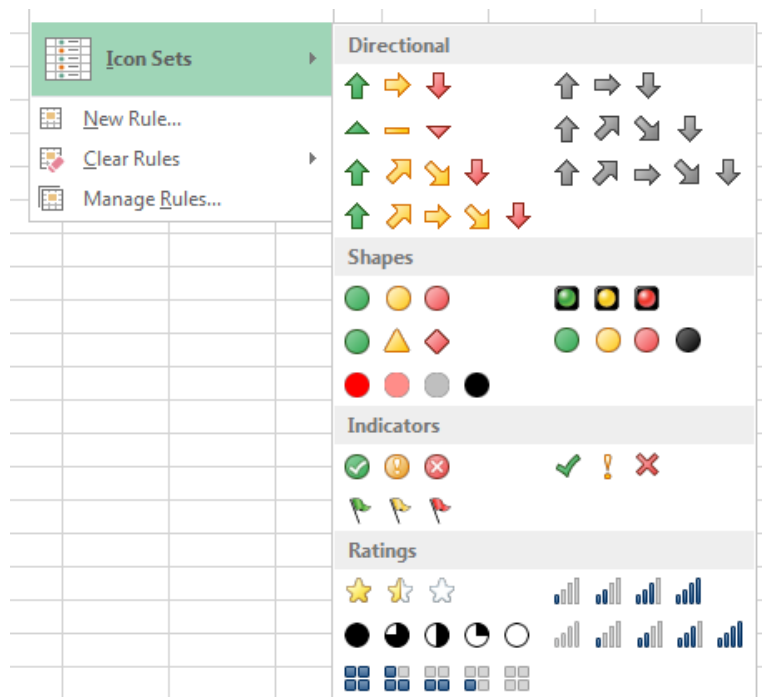 Icon Sets
New Rule...
Clear Rules
Manage Rules...
Directional
Shapes
Indicators
Ratings